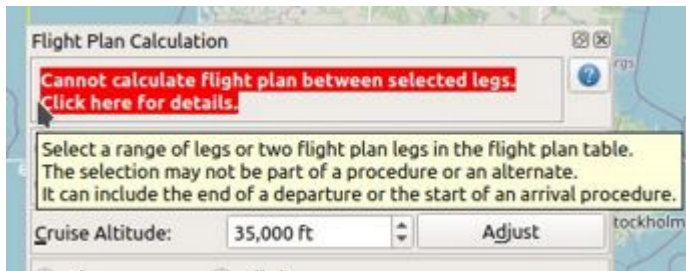 Flight Plan Calculation
Cannot calculate flight plan between selected legs.
Click here for details.
Select a range of legs or two flight plan legs in the flight plan table.
The selection may not be part of a procedure or an alternate.
It can include the end of a departure or the start of an arrival procedure.
Cruise Altitude: 35,000 ft Adjust